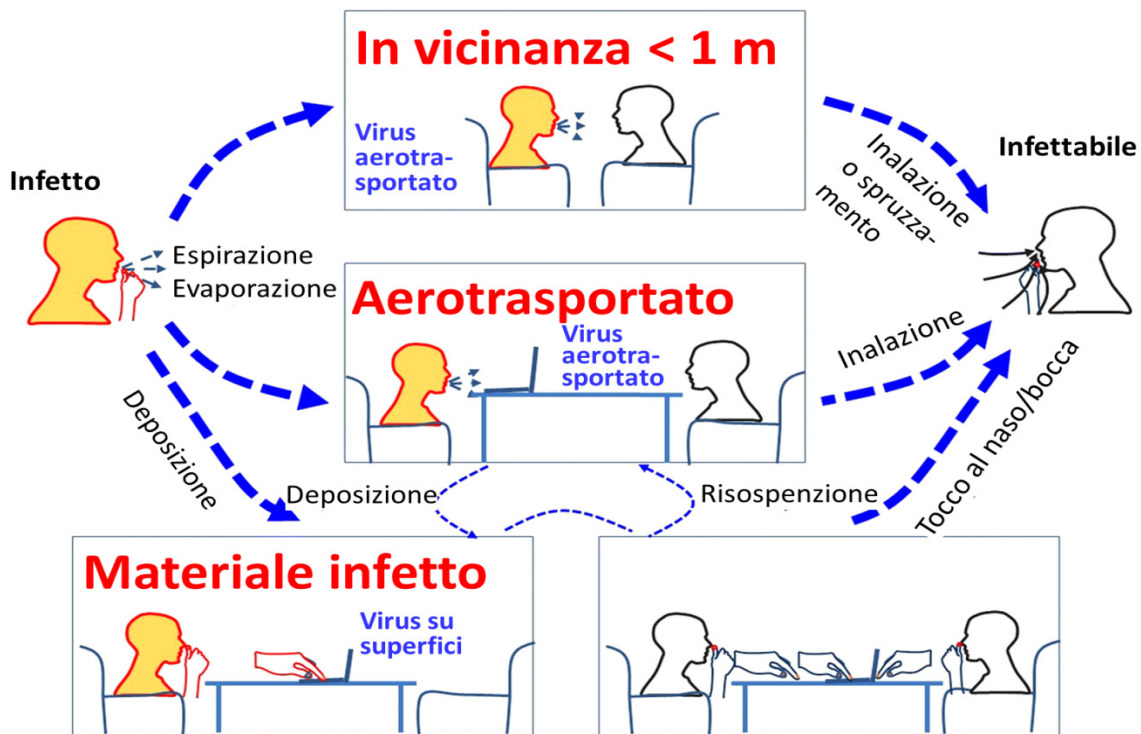 In vicinanza < 1 m
Virus
aerotra-
sportato
Infetto
Espirazione
Evaporazione
Inalazione
o spruzza-
mento
Infettabile
Aerotrasportato
Virus
aerotra-
sportato
Inalazione
Deposizione
Deposizione
Risospenzione
Tocco al naso/bocca
Materiale infetto
Virus su
superfici